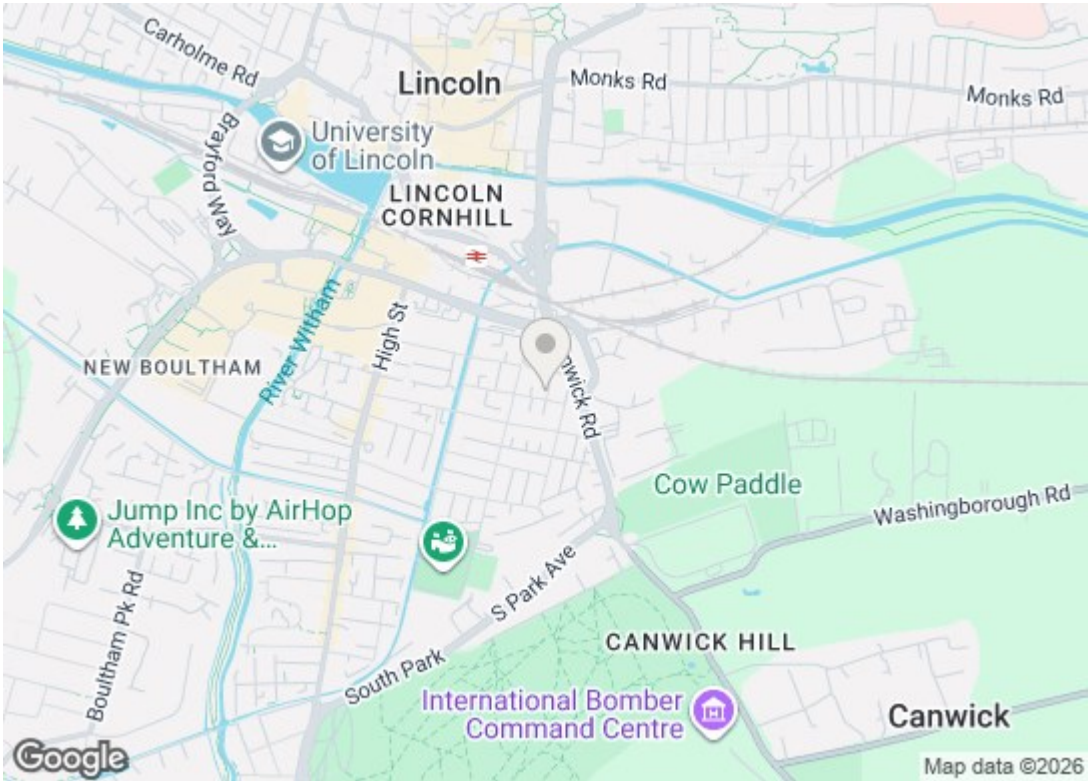 Carholme Rd
Lincoln
Monks Rd
Monks Rd
Brayford Way
University
of Lincoln
LINCOLN
CORNHILL
River Witham
High St
NEW BOULTHAM
nwick Rd
Cow Paddle
Washingborough Rd
Jump Inc by AirHop
Adventure &...
S Park Ave
Boultham Pk Rd
CANWICK HILL
South Park
International Bomber
Command Centre
Canwick
Google
Map data ©2026